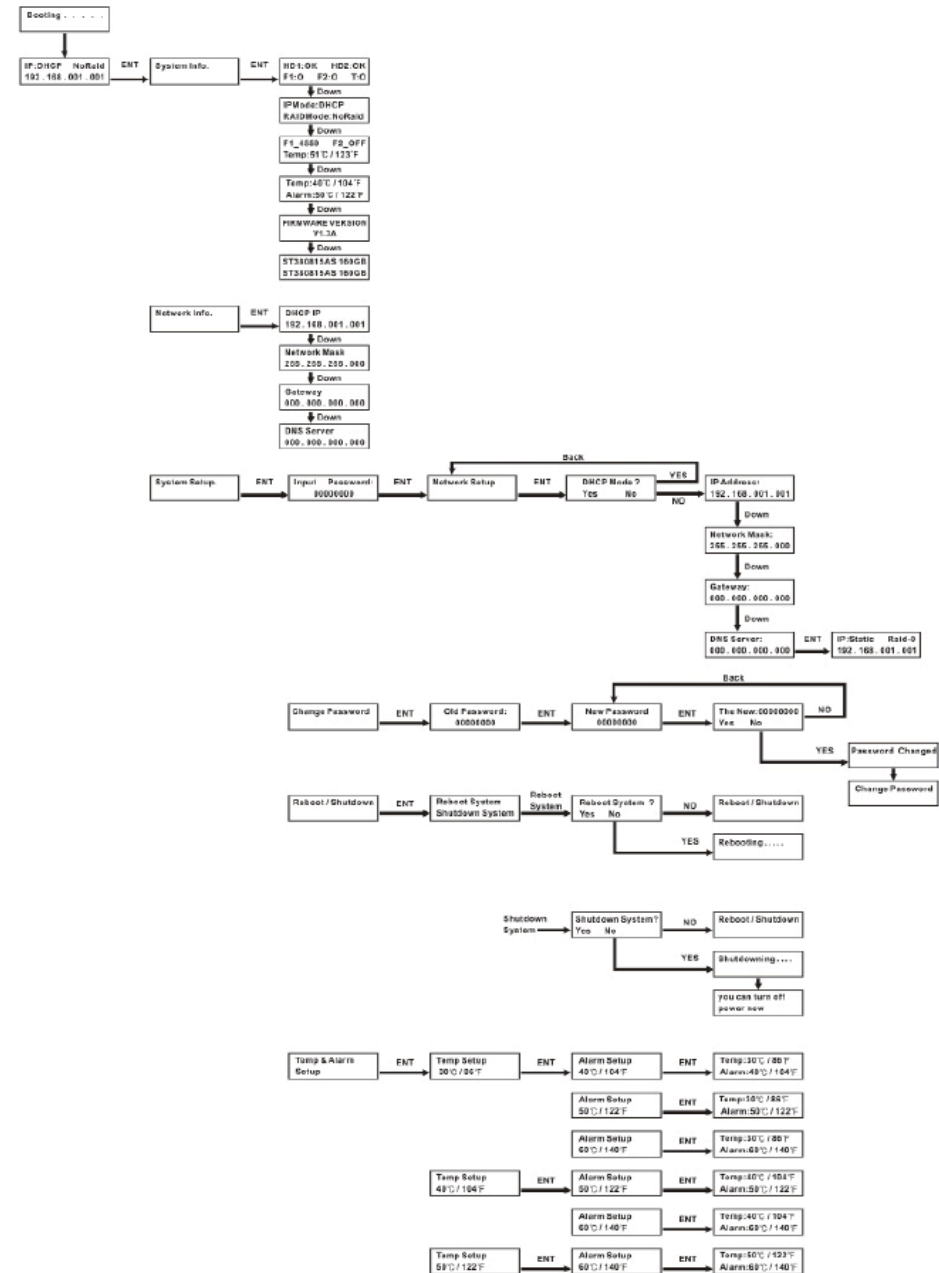 Booting . . . . .
IP:DHCP NoRaid
192.168.001.001
ENT
System Info.
ENT
HD1:OK HD2:OK
F1:O F2:O T:O
Down
IPMode:DHCP
RAIDMode:NoRaid
Down
F1_4880 F2_OFF
Temp:51℃/123℉
Down
Temp:40℃/104℉
Alarm:50℃/122℉
Down
FIRMWARE VERSION
V1.3A
Down
ST380815AS 160GB
ST380815AS 160GB
Network Info.
ENT
DHCP IP
192.168.001.001
Down
Network Mask
255.255.255.000
Down
Gateway
000.000.000.000
Down
DNS Server
000.000.000.000
Back
System Setup.
ENT
Input Password:
00000000
ENT
Network Setup
ENT
DHCP Mode ?
Yes No
YES
NO
IP Address:
192.168.001.001
Down
Network Mask:
255.255.255.000
Down
Gateway:
000.000.000.000
Down
DNS Server:
000.000.000.000
ENT
IP:Static Raid-0
192.168.001.001
Back
Change Password
ENT
Old Password:
00000000
ENT
New Password
00000000
ENT
The New:00000000
Yes No
NO
YES
Password Changed
Change Password
Reboot / Shutdown
ENT
Reboot System
Shutdown System
Reboot
System
Reboot System ?
Yes No
NO
Reboot / Shutdown
YES
Rebooting.....
Shutdown
System
Shutdown System?
Yes No
NO
Reboot / Shutdown
YES
Shutdowning....
you can turn off
power now
Temp & Alarm
Setup
ENT
Temp Setup
30℃/86℉
ENT
Alarm Setup
40℃/104℉
ENT
Temp:30℃/86℉
Alarm:40℃/104℉
Alarm Setup
50℃/122℉
ENT
Temp:30℃/86℉
Alarm:50℃/122℉
Alarm Setup
60℃/140℉
ENT
Temp:30℃/86℉
Alarm:60℃/140℉
Temp Setup
40℃/104℉
ENT
Alarm Setup
50℃/122℉
ENT
Temp:40℃/104℉
Alarm:50℃/122℉
Alarm Setup
60℃/140℉
ENT
Temp:40℃/104℉
Alarm:60℃/140℉
Temp Setup
50℃/122℉
ENT
Alarm Setup
60℃/140℉
ENT
Temp:50℃/122℉
Alarm:60℃/140℉